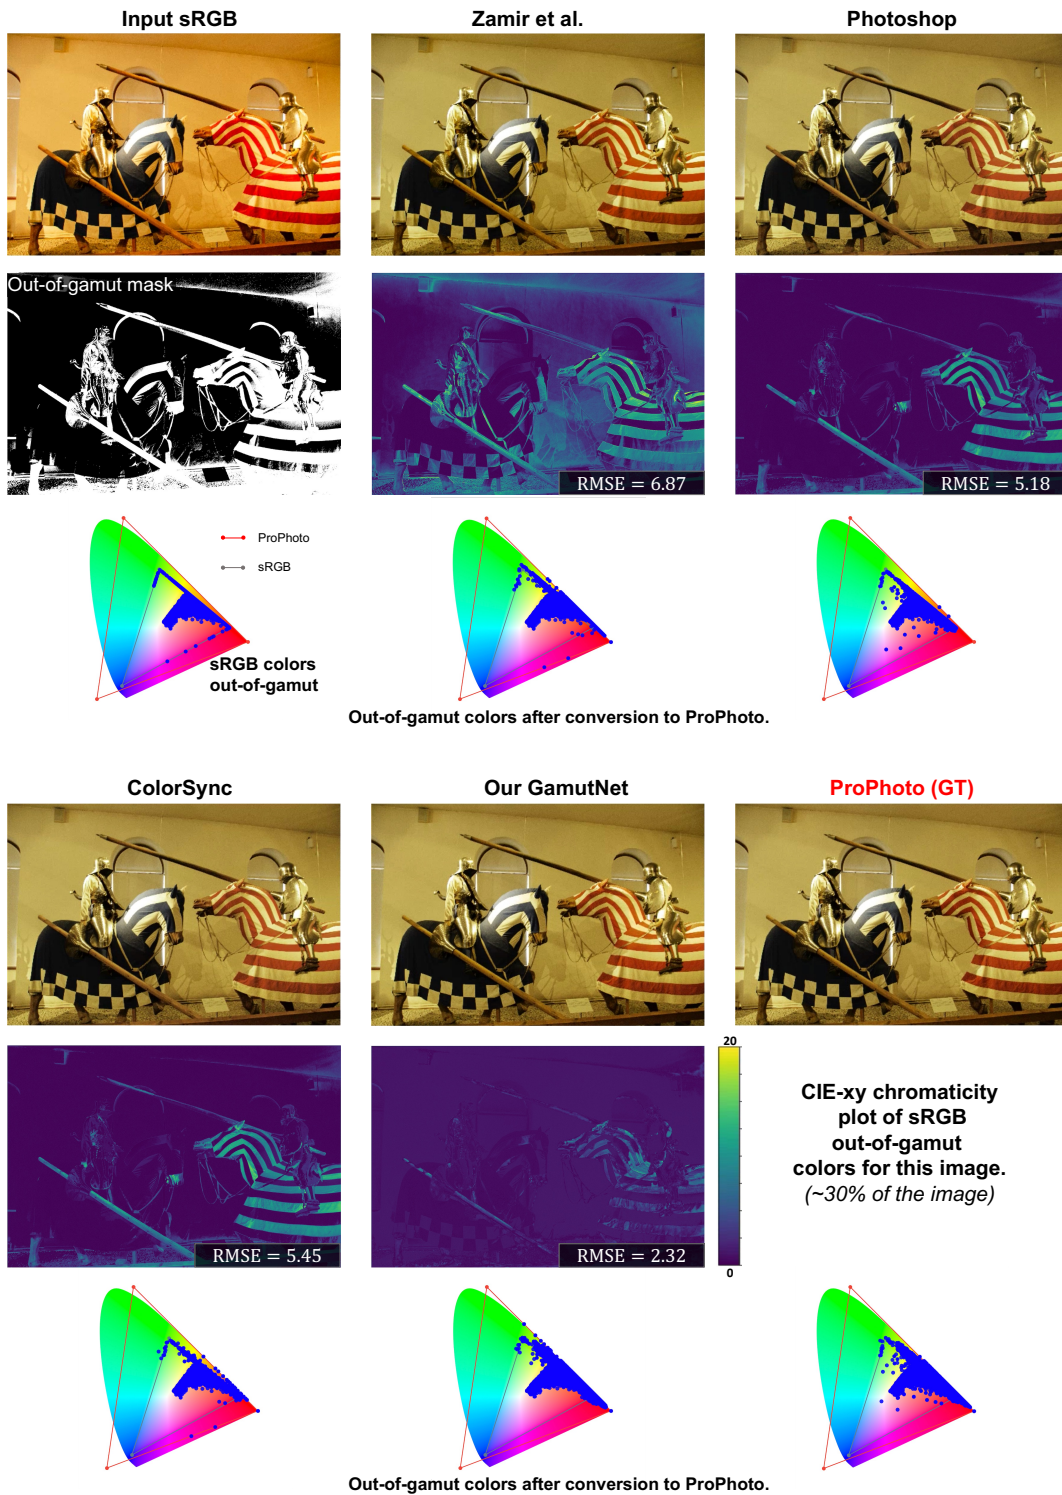 Input sRGB
Zamir et al.
Photoshop
Out-of-gamut mask
RMSE = 6.87
RMSE = 5.18
ProPhoto
sRGB
sRGB colors
out-of-gamut
Out-of-gamut colors after conversion to ProPhoto.
ColorSync
Our GamutNet
ProPhoto (GT)
RMSE = 5.45
RMSE = 2.32
20
0
CIE-xy chromaticity
plot of sRGB
out-of-gamut
colors for this image.
(~30% of the image)
Out-of-gamut colors after conversion to ProPhoto.